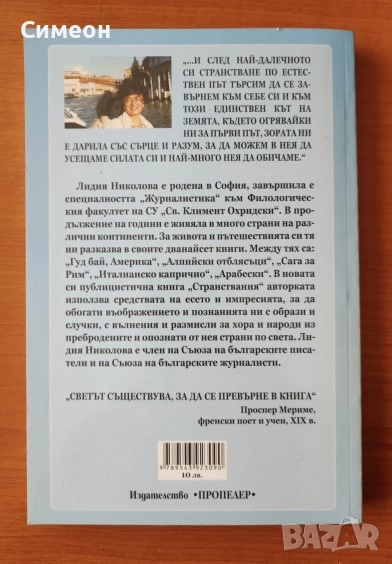 Симеон
„...И СЛЕД НАЙ-ДАЛЕЧНОТО
СИ СТРАНСТВАНЕ ПО ЕСТЕС-
ТВЕН ПЪТ ТЪРСИМ ДА СЕ ЗА-
ВЪРНЕМ КЪМ СЕБЕ СИ И КЪМ
ТОЗИ ЕДИНСТВЕН КЪТ НА
ЗЕМЯТА, КЪДЕТО ОГРЯВАЙКИ
НИ ЗА ПЪРВИ ПЪТ, ЗОРАТА НИ
Е ДАРИЛА СЪС СЪРЦЕ И РАЗУМ, ЗА ДА МОЖЕМ В НЕЯ ДА
УСЕЩАМЕ СИЛАТА СИ И НАЙ-МНОГО НЕЯ ДА ОБИЧАМЕ.“
Лидия Николова е родена в София, завършила е
специалността „Журналистика“ към Филологичес-
кия факултет на СУ „Св. Климент Охридски“. В про-
дължение на години е живяла в много страни на раз-
лични континенти. За живота и пътешествията си тя
ни разказва в своите дванайсет книги. Между тях са:
„Гуд бай, Америка“, „Алпийски отблясъци“, „Сага за
Рим“, „Италианско капричио“, „Арабески“. В новата
си публицистична книга „Странствания“ авторката
използва средствата на есето и импресията, за да
обогати въображението и познанията ни с образи и
случки, с вълнения и размисли за хора и народи из
пребродените и опознати от нея страни по света. Ли-
дия Николова е член на Съюза на българските писа-
тели и на Съюза на българските журналисти.
„СВЕТЪТ СЪЩЕСТВУВА, ЗА ДА СЕ ПРЕВЪРНЕ В КНИГА“
Проспер Мериме,
френски поет и учен, XIX в.
9789543923090
10 лв.
Издателство •ПРОПЕЛЕР•
BAZAR